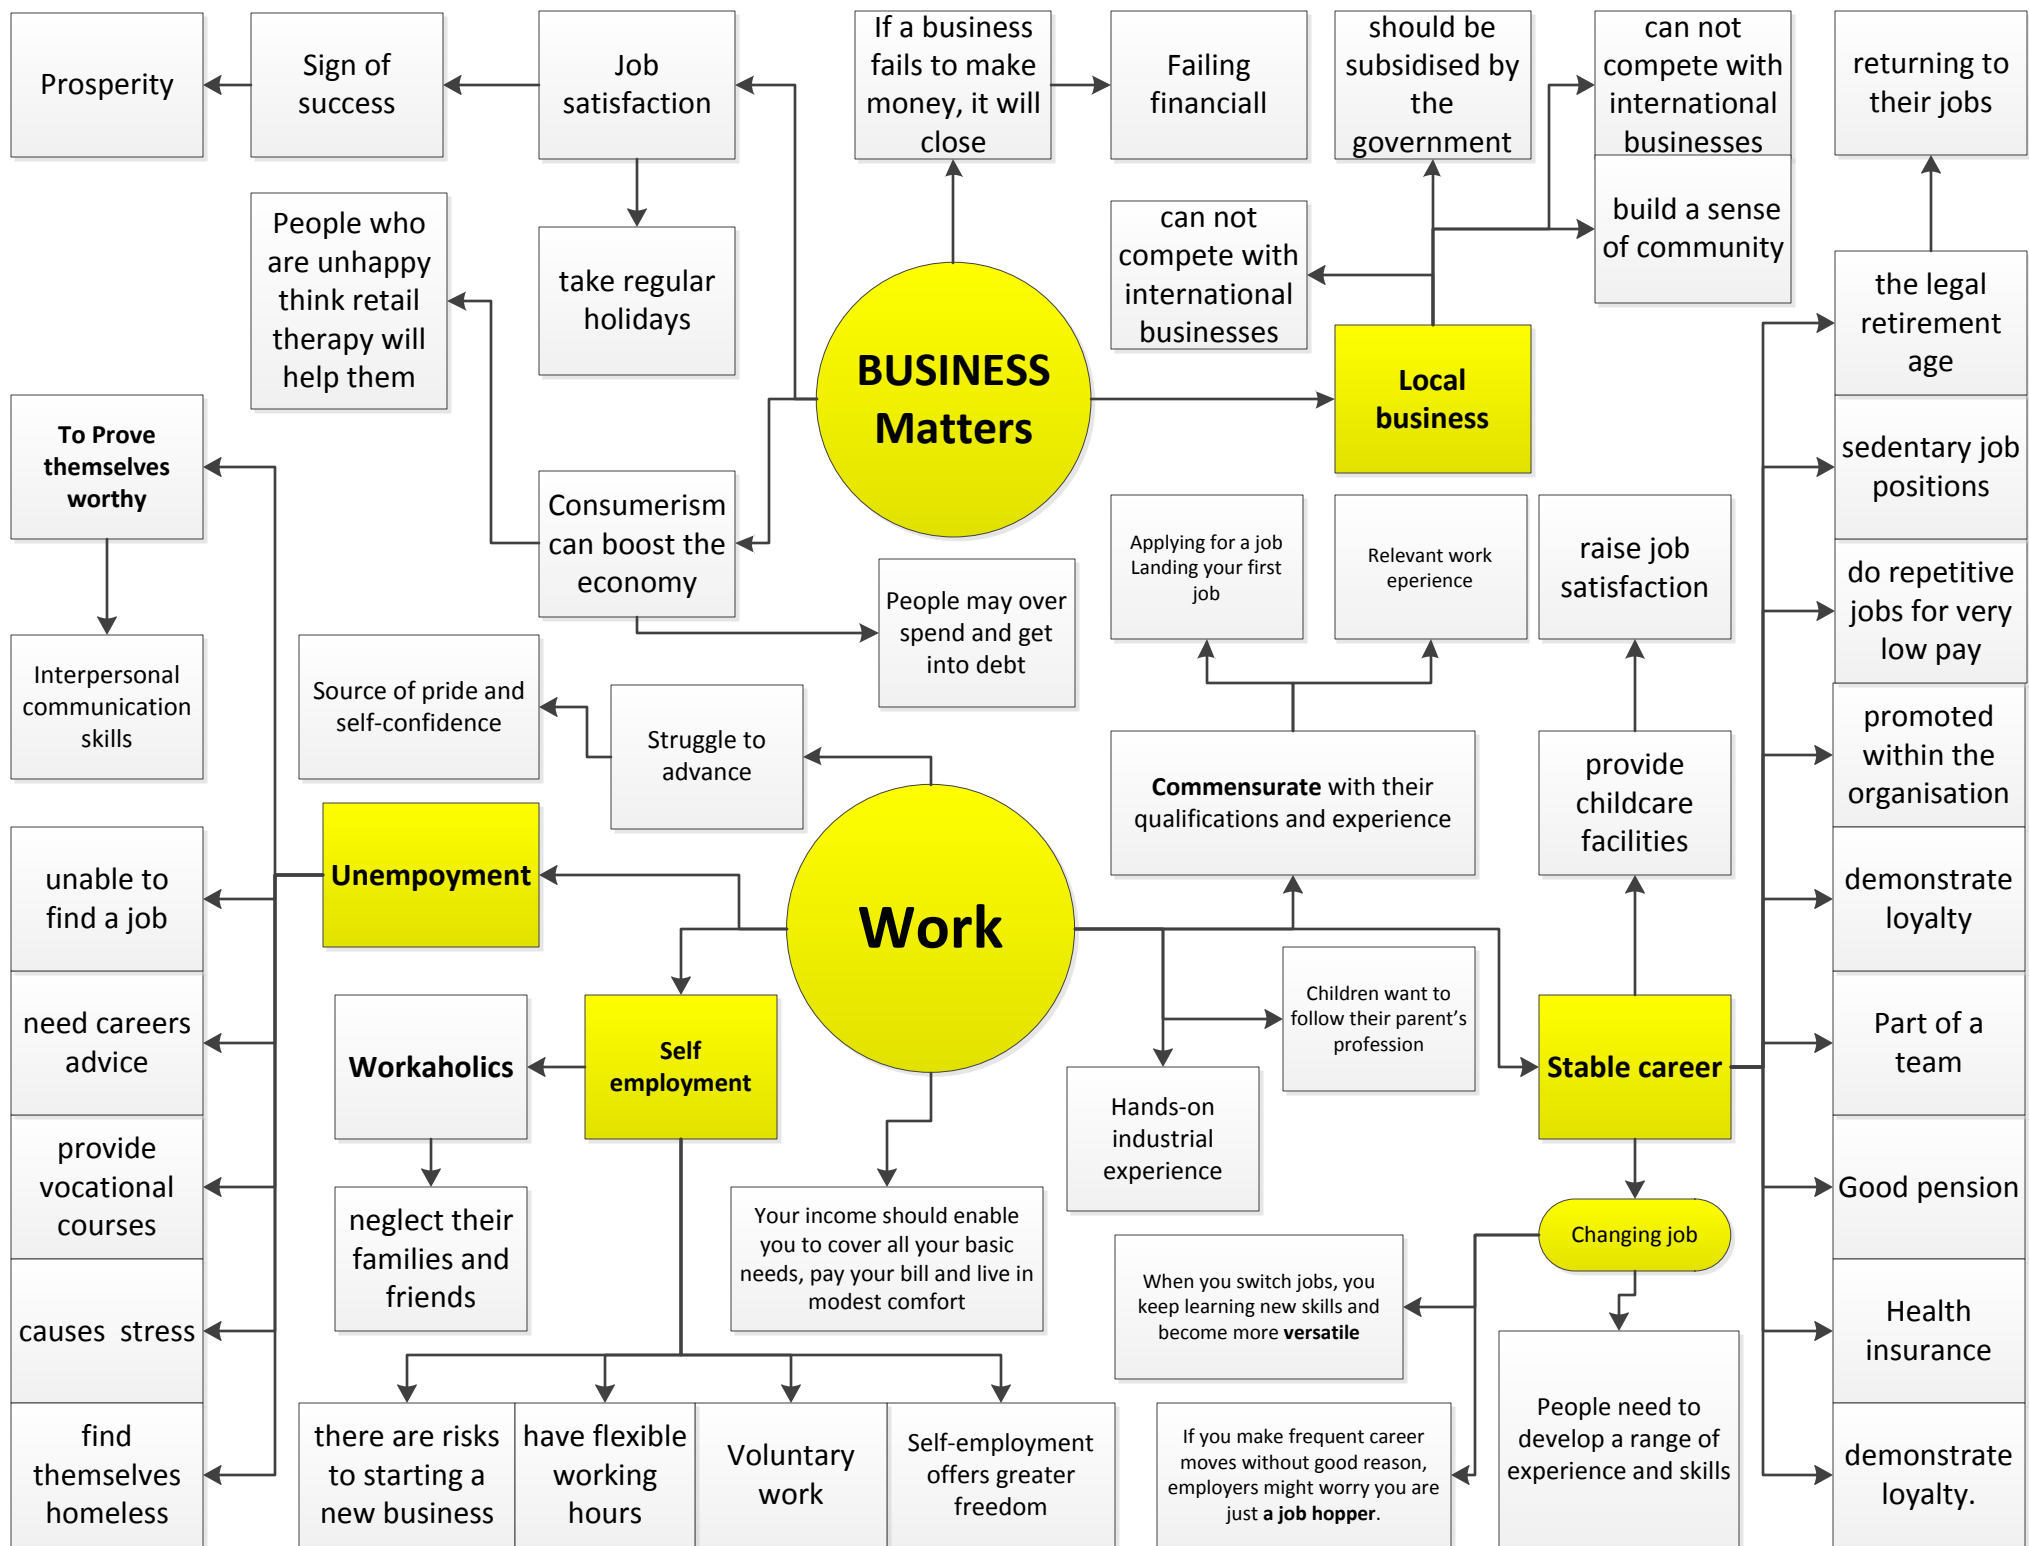 Prosperity
Sign of
success
Job
satisfaction
If a business
fails to make
money, it will
close
Failing
financiall
should be
subsidised by
the
government
can not
compete with
international
businesses
returning to
their jobs
People who
are unhappy
think retail
therapy will
help them
take regular
holidays
can not
compete with
international
businesses
build a sense
of community
the legal
retirement
age
BUSINESS
Matters
Local
business
To Prove
themselves
worthy
sedentary job
positions
Consumerism
can boost the
economy
Applying for a job
Landing your first
job
Relevant work
eperience
raise job
satisfaction
do repetitive
jobs for very
low pay
People may over
spend and get
into debt
Interpersonal
communication
skills
Source of pride and
self-confidence
Struggle to
advance
Commensurate with their
qualifications and experience
provide
childcare
facilities
promoted
within the
organisation
Unempoyment
Work
unable to
find a job
demonstrate
loyalty
need careers
advice
Workaholics
Self
employment
Children want to
follow their parent's
profession
Stable career
Part of a
team
Hands-on
industrial
experience
provide
vocational
courses
neglect their
families and
friends
Your income should enable
you to cover all your basic
needs, pay your bill and live in
modest comfort
Changing job
Good pension
When you switch jobs, you
keep learning new skills and
become more versatile
causes  stress
Health
insurance
find
themselves
homeless
there are risks
to starting a
new business
have flexible
working
hours
Voluntary
work
Self-employment
offers greater
freedom
If you make frequent career
moves without good reason,
employers might worry you are
just a job hopper.
People need to
develop a range of
experience and skills
demonstrate
loyalty.